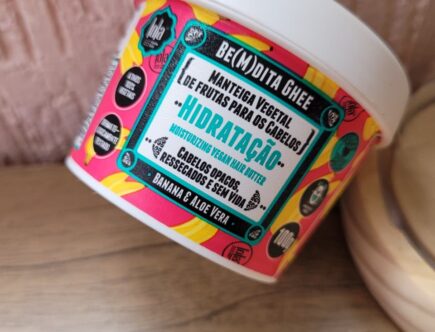 lola
BE(M)DITA GHEE
MANTEIGA VEGETAL
DE FRUTAS PARA OS CABELOS
HIDRATAÇÃO
MOISTURIZING VEGAN HAIR BUTTER
CABELOS OPACOS,
RESSECADOS E SEM VIDA
BANANA & ALOE VERA
100g